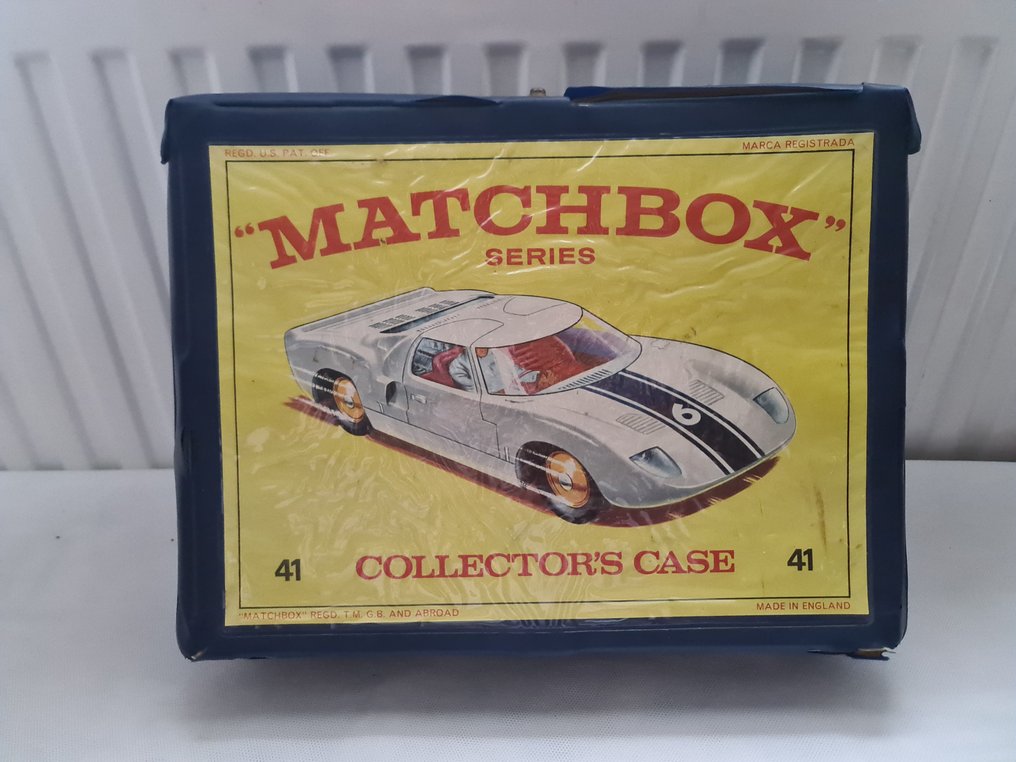 REGD. U.S. PAT. OFF.
MARCA REGISTRADA
“MATCHBOX”
SERIES
6
41
COLLECTOR'S CASE
41
"MATCHBOX" REGD. T.M. G.B. AND ABROAD
MADE IN ENGLAND